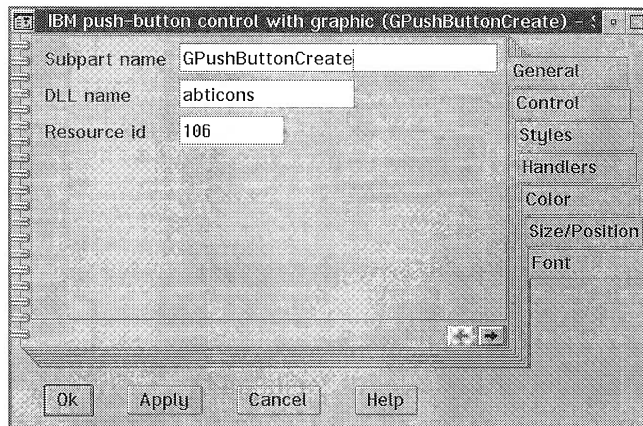 IBM push-button control with graphic (GPushButtonCreate) -
Subpart name GPushButtonCreate
DLL name abticons
Resource id 106
General
Control
Styles
Handlers
Color
Size/Position
Font
Ok Apply Cancel Help